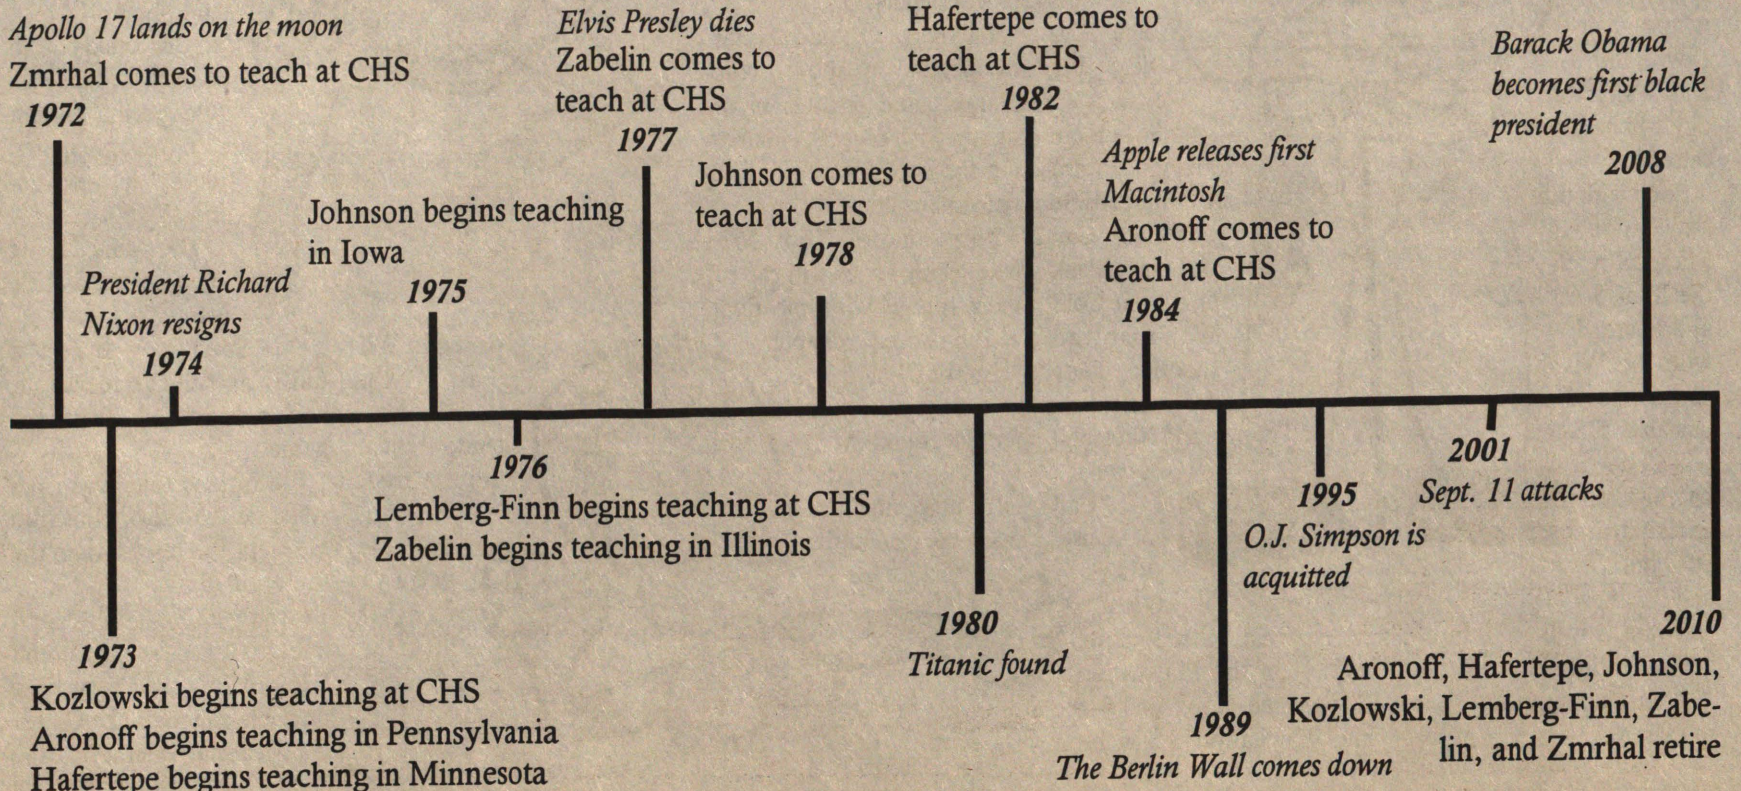 Apollo 17 lands on the moon
Zmrhal comes to teach at CHS
1972
1973
Kozlowski begins teaching at CHS
Aronoff begins teaching in Pennsylvania
Hafertepe begins teaching in Minnesota
President Richard
Nixon resigns
1974
Johnson begins teaching
in Iowa
1975
1976
Lemberg-Finn begins teaching at CHS
Zabelin begins teaching in Illinois
Elvis Presley dies
Zabelin comes to
teach at CHS
1977
Johnson comes to
teach at CHS
1978
1980
Titanic found
Hafertepe comes to
teach at CHS
1982
Apple releases first
Macintosh
Aronoff comes to
teach at CHS
1984
1989
The Berlin Wall comes down
1995
O.J. Simpson is
acquitted
2001
Sept. 11 attacks
Barack Obama
becomes first black
president
2008
2010
Aronoff, Hafertepe, Johnson,
Kozlowski, Lemberg-Finn, Zabe-
lin, and Zmrhal retire